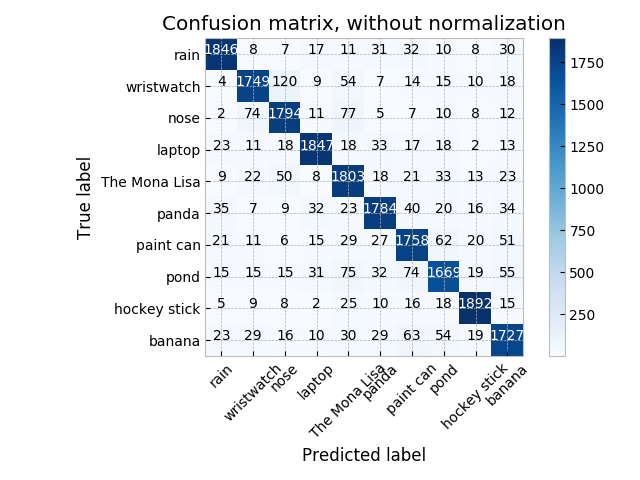 Confusion matrix, without normalization
rain 1846 8 7 17 11 31 32 10 8 30
wristwatch 4 1749 120 9 54 7 14 15 10 18
nose 2 74 1794 11 77 5 7 10 8 12
laptop 23 11 18 1847 18 33 17 18 2 13
The Mona Lisa 9 22 50 8 1803 18 21 33 13 23
panda 35 7 9 32 23 1784 40 20 16 34
paint can 21 11 6 15 29 27 1758 62 20 51
pond 15 15 15 31 75 32 74 1669 19 55
hockey stick 5 9 8 2 25 10 16 18 1892 15
banana 23 29 16 10 30 29 63 54 19 1727
True label
rain wristwatch nose laptop The Mona Lisa panda paint can pond hockey stick banana
Predicted label
1750
1500
1250
1000
750
500
250